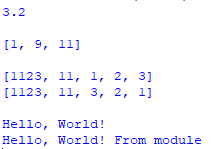 3.2
[1, 9, 11]
[1123, 11, 1, 2, 3]
[1123, 11, 3, 2, 1]
Hello, World!
Hello, World! From module